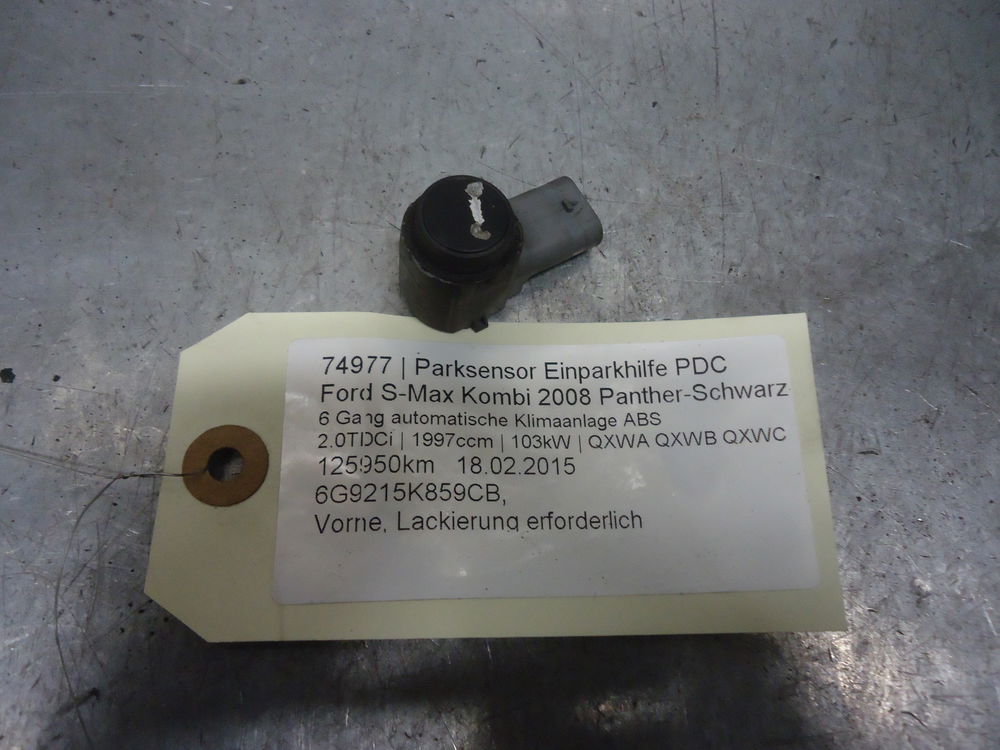 74977 | Parksensor Einparkhilfe PDC
Ford S-Max Kombi 2008 Panther-Schwarz
6 Gang automatische Klimaanlage ABS
2.0TDCi | 1997ccm | 103kW | QXWA QXWB QXWC
125950km 18.02.2015
6G9215K859CB,
Vorne, Lackierung erforderlich